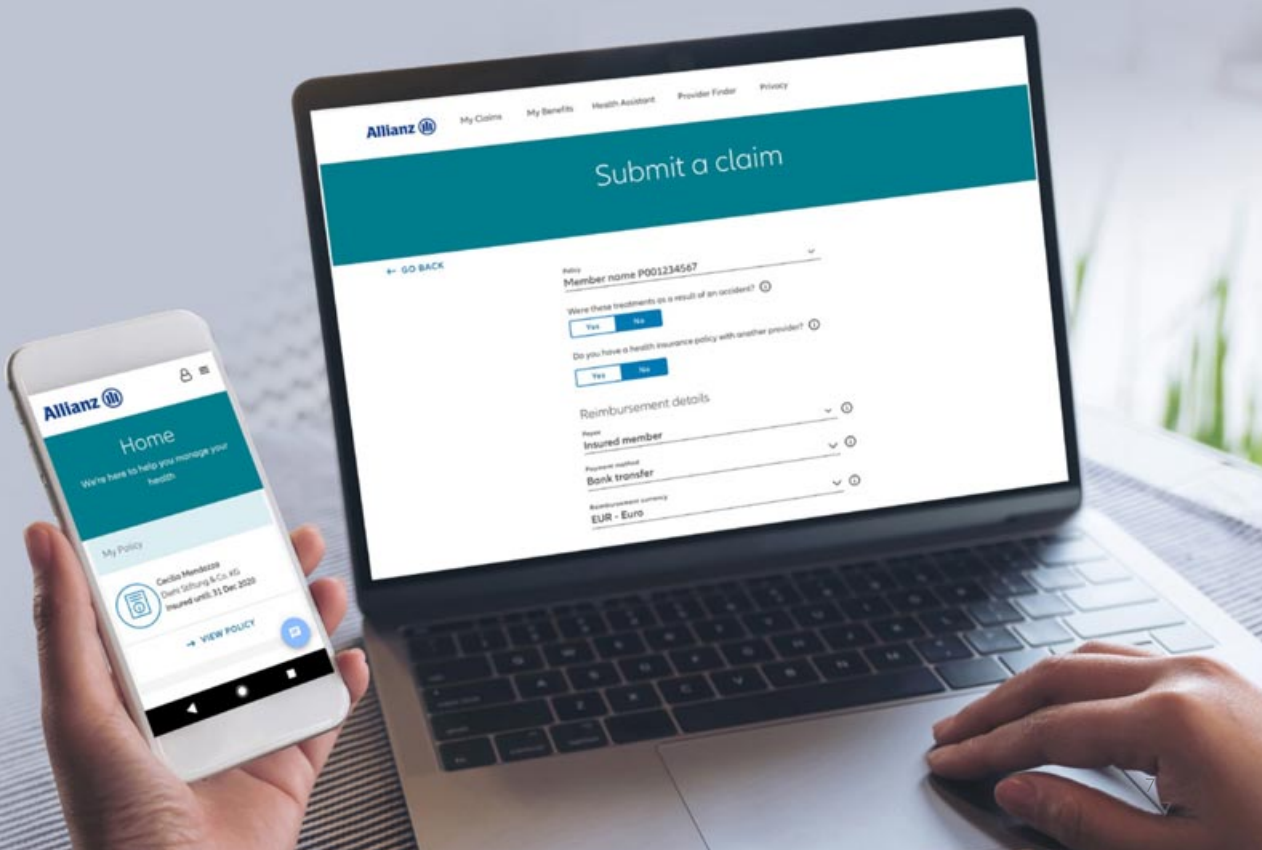 Allianz
My Claims
My Benefits
Health Assistant
Provider Finder
Privacy
Submit a claim
← GO BACK
Policy
Member name P001234567
Were these treatments as a result of an accident?
Yes No
Do you have a health insurance policy with another provider?
Yes No
Reimbursement details
Payee
Insured member
Payment method
Bank transfer
Reimbursement currency
EUR - Euro
Allianz
Home
We're here to help you manage your
health
My Policy
Cecilia Mendozza
Insured until: 31 Dec 2020
→ VIEW POLICY
7
7